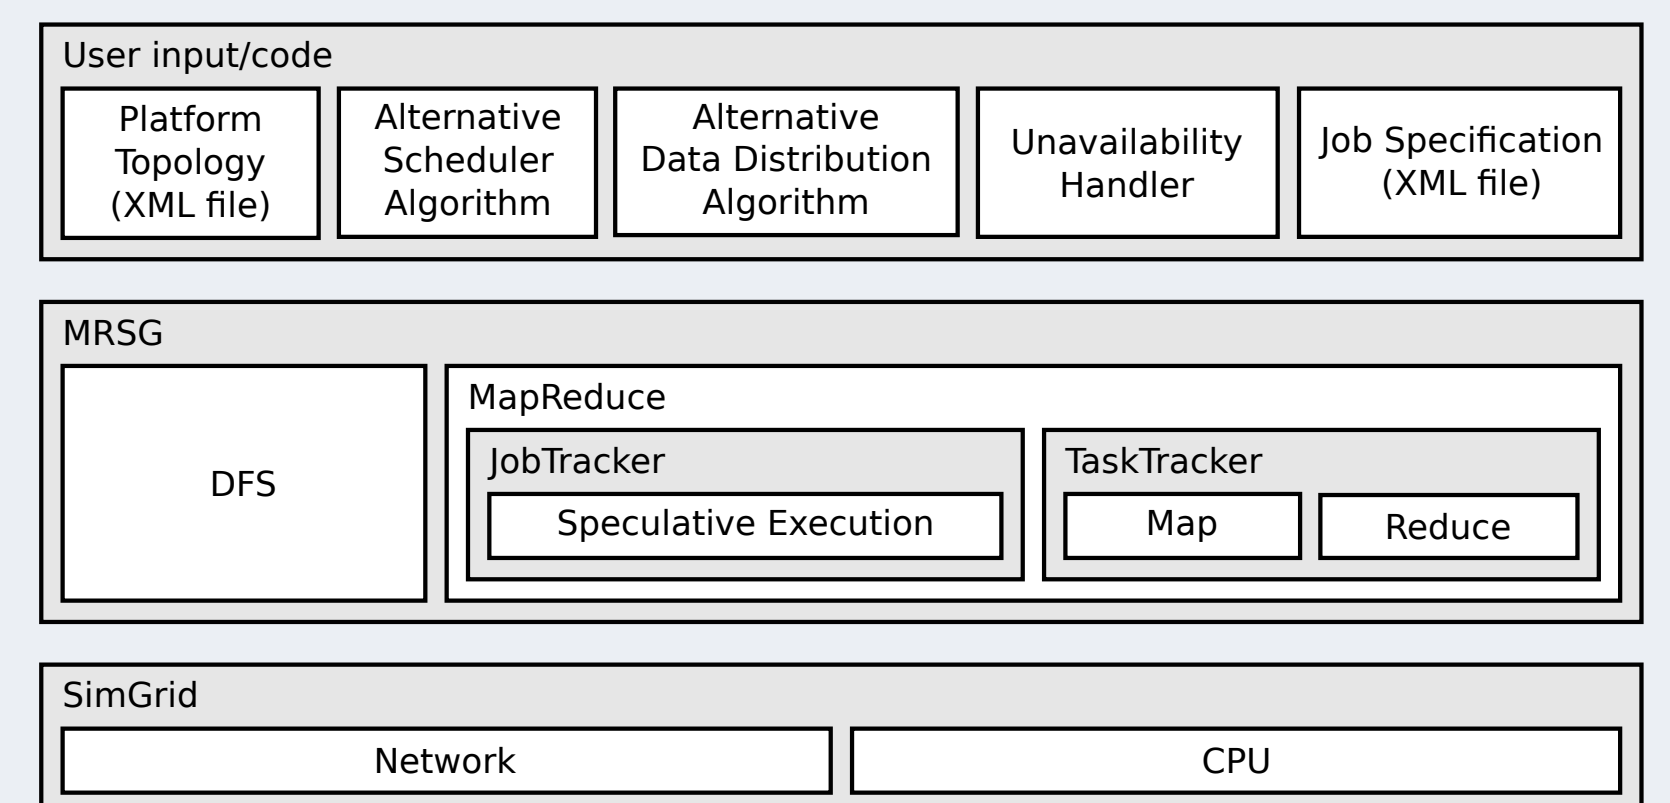 User input/code
Platform
Topology
(XML file)
Alternative
Scheduler
Algorithm
Alternative
Data Distribution
Algorithm
Unavailability
Handler
Job Specification
(XML file)
MRSG
DFS
MapReduce
JobTracker
Speculative Execution
TaskTracker
Map
Reduce
SimGrid
Network
CPU